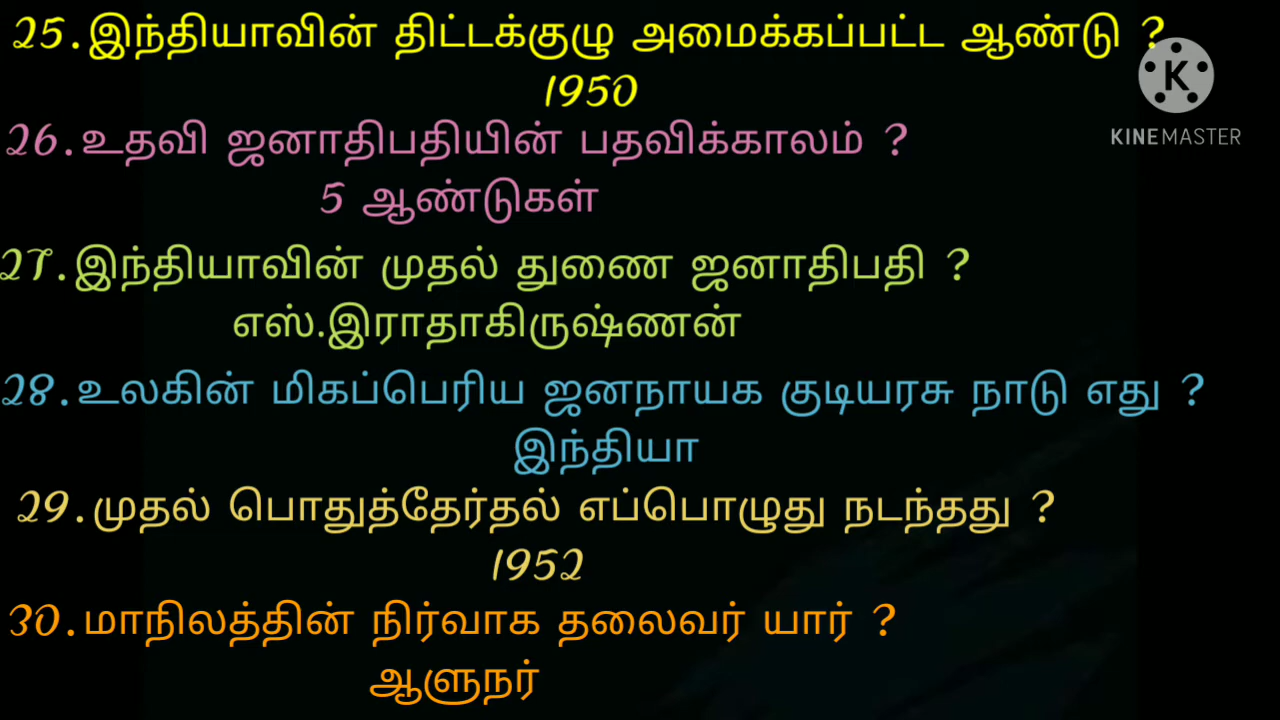 25.இந்தியாவின் திட்டக்குழு அமைக்கப்பட்ட ஆண்டு ?
1950
26.உதவி ஜனாதிபதியின் பதவிக்காலம் ?
5 ஆண்டுகள்
27.இந்தியாவின் முதல் துணை ஜனாதிபதி ?
எஸ்.இராதாகிருஷ்ணன்
28.உலகின் மிகப்பெரிய ஜனநாயக குடியரசு நாடு எது ?
இந்தியா
29.முதல் பொதுத்தேர்தல் எப்பொழுது நடந்தது ?
1952
30.மாநிலத்தின் நிர்வாக தலைவர் யார் ?
ஆளுநர்
K
KINEMASTER